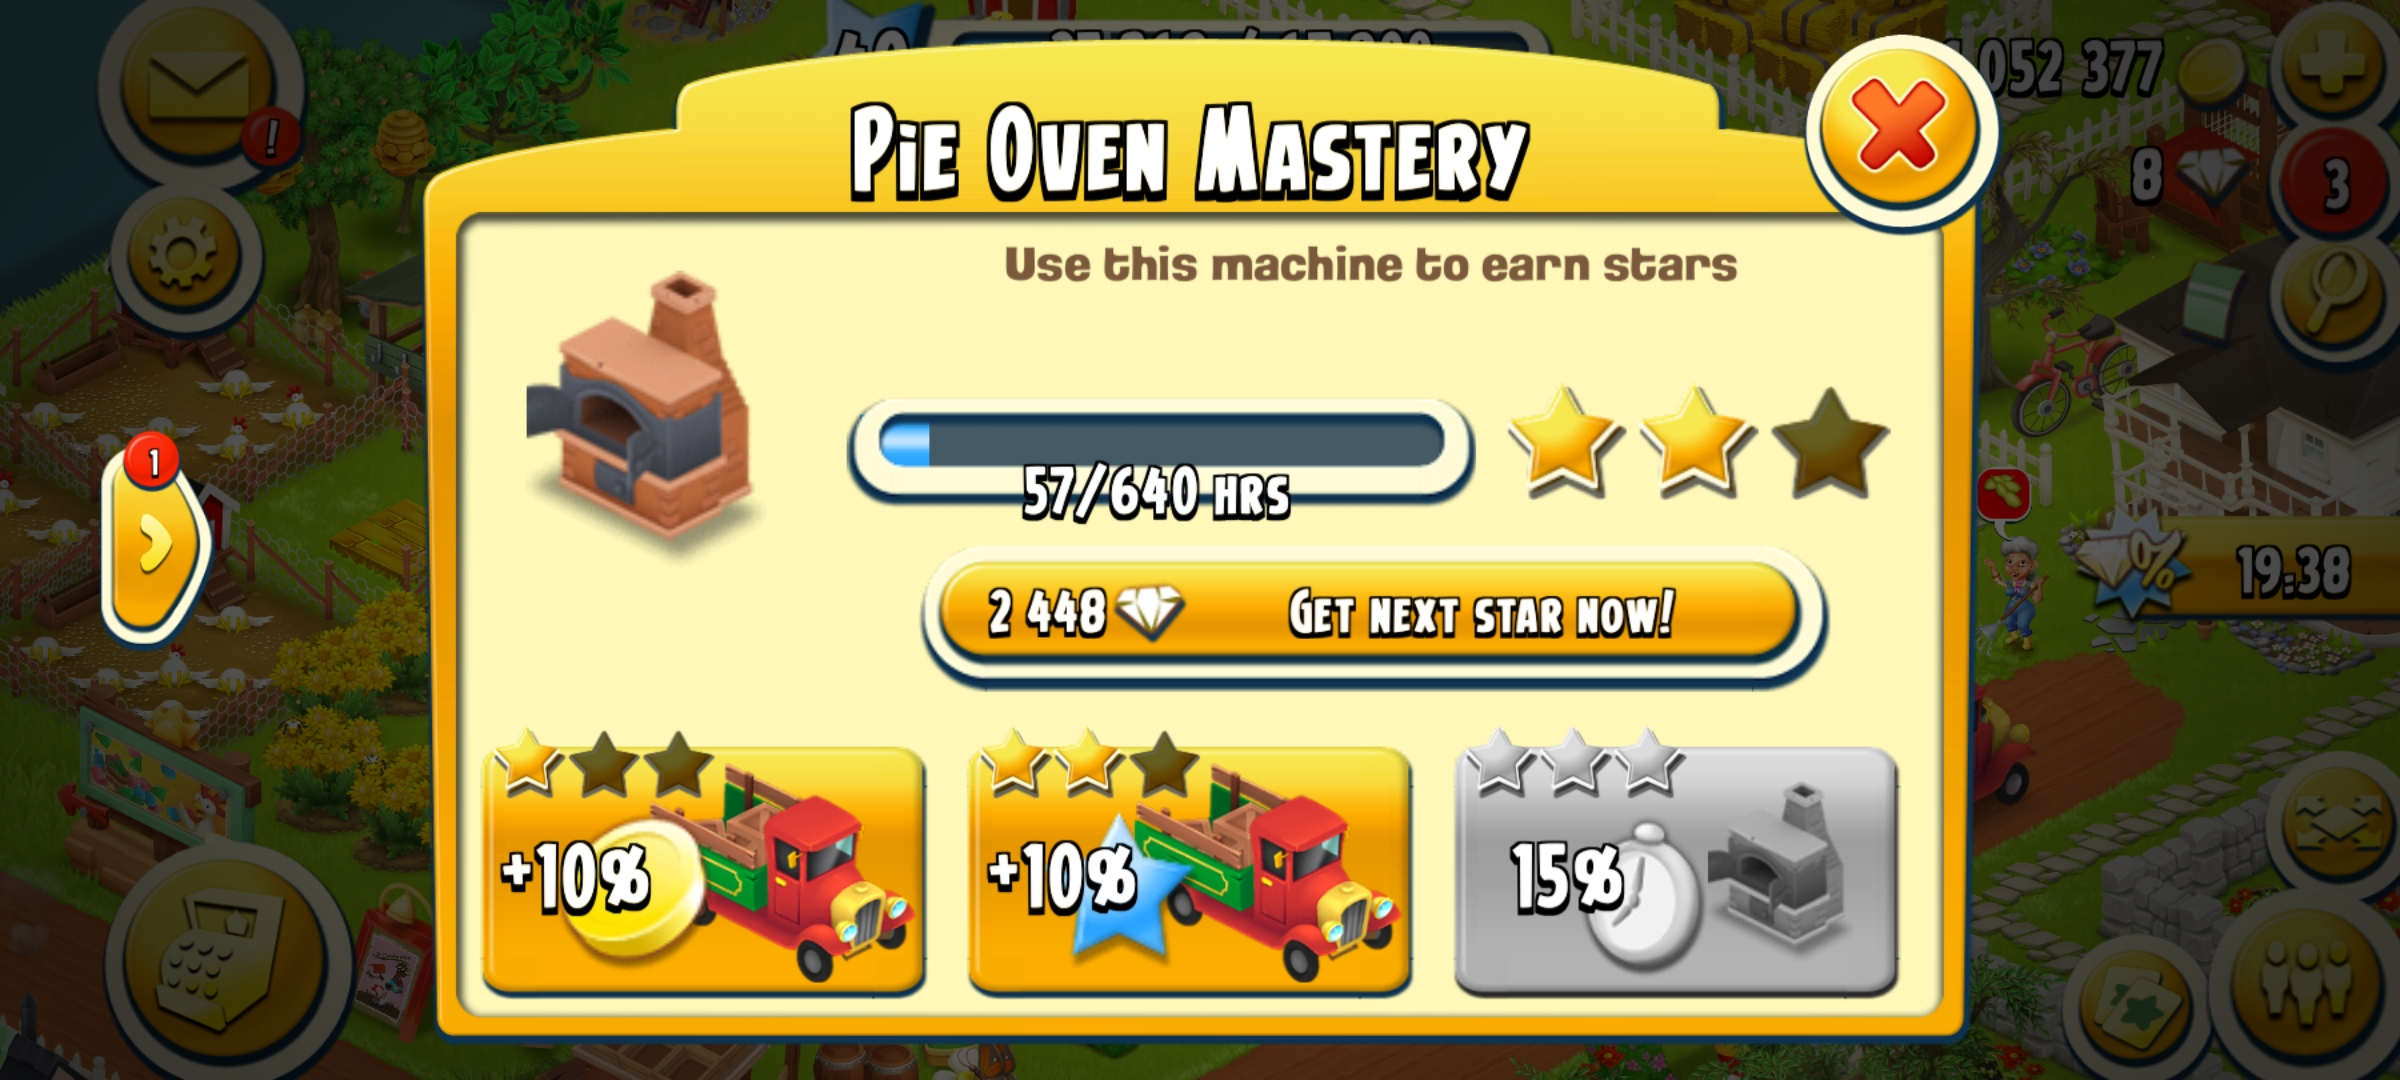 Pie Oven Mastery
052 377
!
8
3
Use this machine to earn stars
1
57/640 HRS
%
19:38
2 448 Get next star now!
+10%
+10%
15%